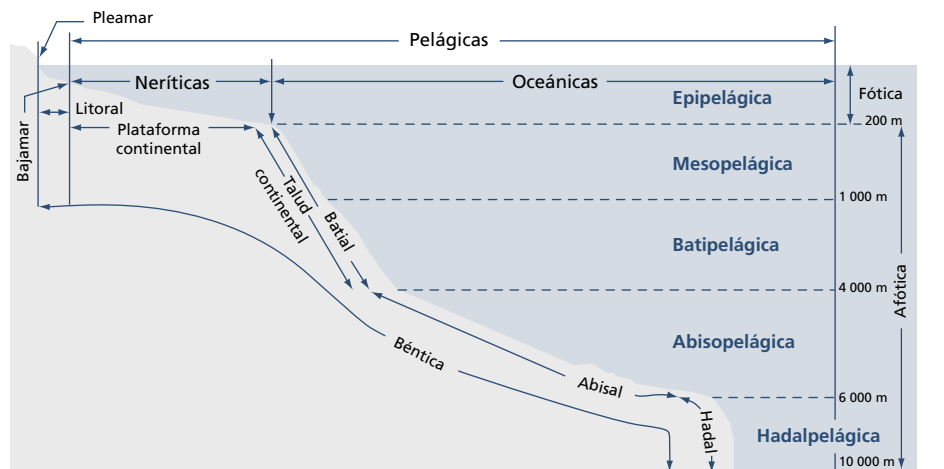 Pleamar
Pelágicas
Neríticas
Oceánicas
Epipelágica
Fótica
200 m
Litoral
Bajamar
Plataforma
continental
Mesopelágica
Talud
continental
Batial
1 000 m
Batipelágica
Afótica
4 000 m
Béntica
Abisopelágica
Abisal
6 000 m
Hadal
Hadalpelágica
10 000 m